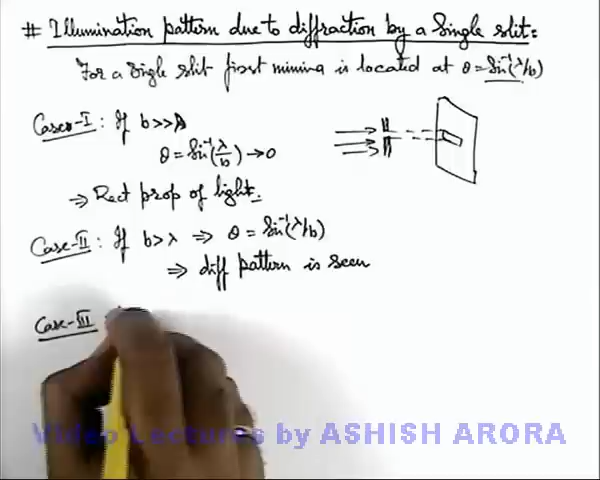 # Illumination pattern due to diffraction by a Single slit:
For a single slit first minima is located at θ = Sin⁻¹(λ/b)
Case-I: If b>>λ
θ = Sin⁻¹(λ/b) → 0
⇒ Rect prop of light.
Case-II: If b>λ ⇒ θ = Sin⁻¹(λ/b)
⇒ diff pattern is seen
Case-III
Video Lectures by ASHISH ARORA